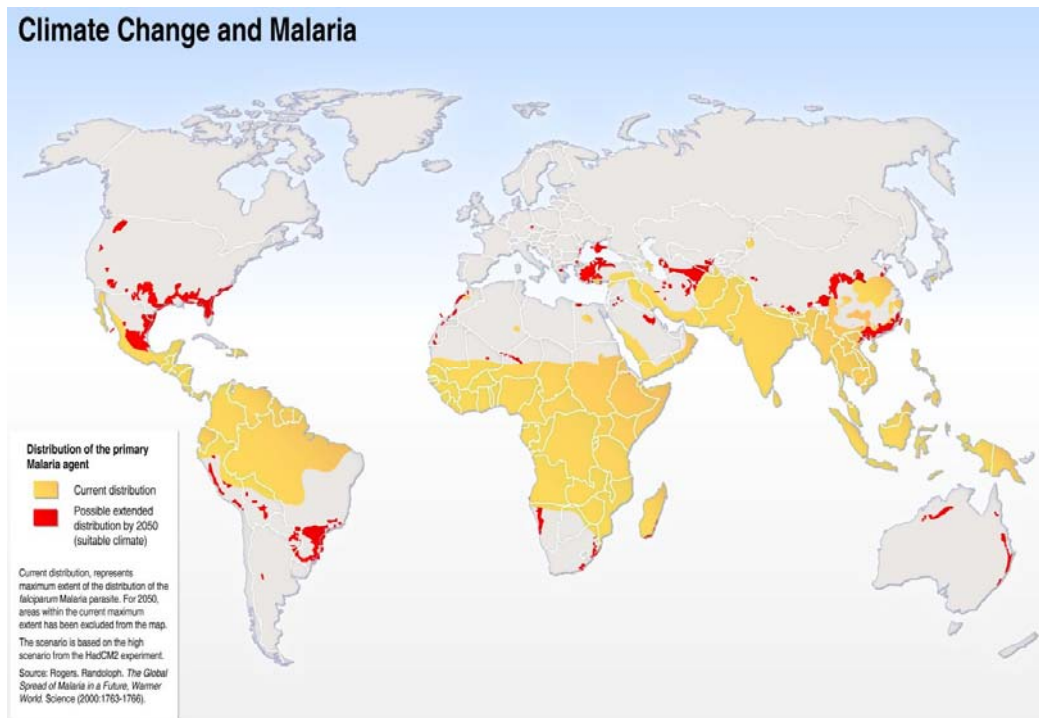 Climate Change and Malaria
Distribution of the primary
Malaria agent
Current distribution
Possible extended
distribution by 2050
(suitable climate)
Current distribution, represents
maximum extent of the distribution of the
falciparum Malaria parasite. For 2050,
areas within the current maximum
extent has been excluded from the map.
The scenario is based on the high
scenario from the HadCM2 experiment.
Source: Rogers. Randoloph. The Global
Spread of Malaria in a Future, Warmer
World. Science (2000:1763-1766).